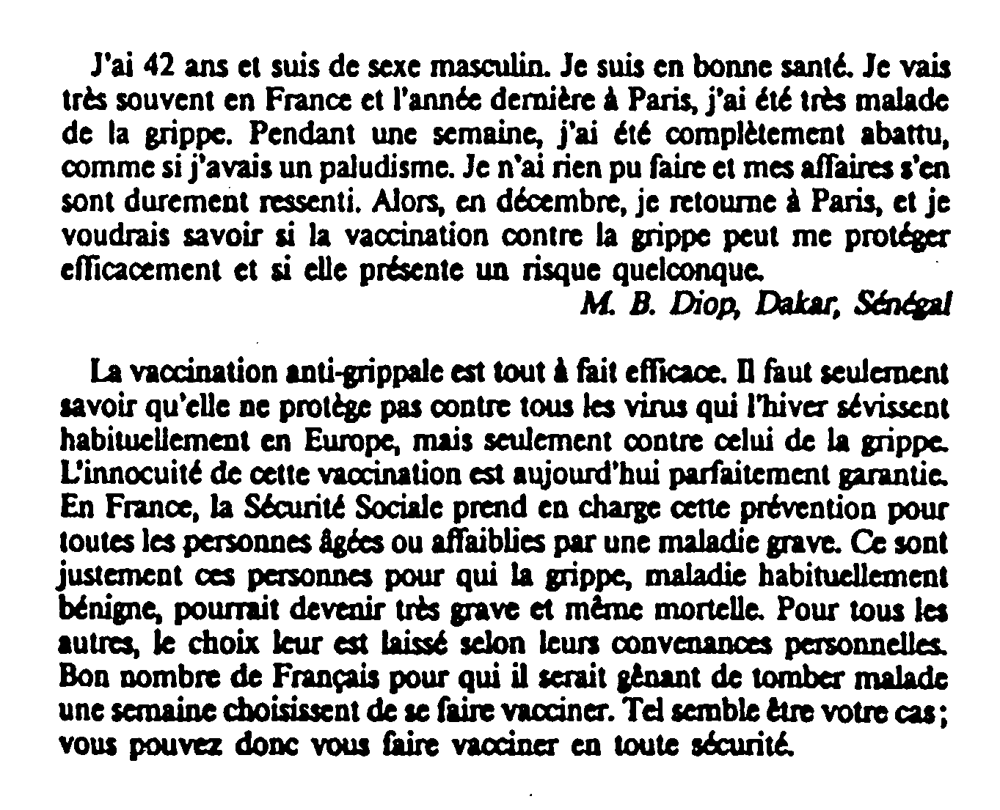 J'ai 42 ans et suis de sexe masculin. Je suis en bonne santé. Je vais
très souvent en France et l'année dernière à Paris, j'ai été très malade
de la grippe. Pendant une semaine, j'ai été complètement abattu,
comme si j'avais un paludisme. Je n'ai rien pu faire et mes affaires s'en
sont durement ressenti. Alors, en décembre, je retourne à Paris, et je
voudrais savoir si la vaccination contre la grippe peut me protéger
efficacement et si elle présente un risque quelconque.
M. B. Diop, Dakar, Sénégal
La vaccination anti-grippale est tout à fait efficace. Il faut seulement
savoir qu'elle ne protège pas contre tous les virus qui l'hiver sévissent
habituellement en Europe, mais seulement contre celui de la grippe.
L'innocuité de cette vaccination est aujourd'hui parfaitement garantie.
En France, la Sécurité Sociale prend en charge cette prévention pour
toutes les personnes âgées ou affaiblies par une maladie grave. Ce sont
justement ces personnes pour qui la grippe, maladie habituellement
bénigne, pourrait devenir très grave et même mortelle. Pour tous les
autres, le choix leur est laissé selon leurs convenances personnelles.
Bon nombre de Français pour qui il serait gênant de tomber malade
une semaine choisissent de se faire vacciner. Tel semble être votre cas ;
vous pouvez donc vous faire vacciner en toute sécurité.